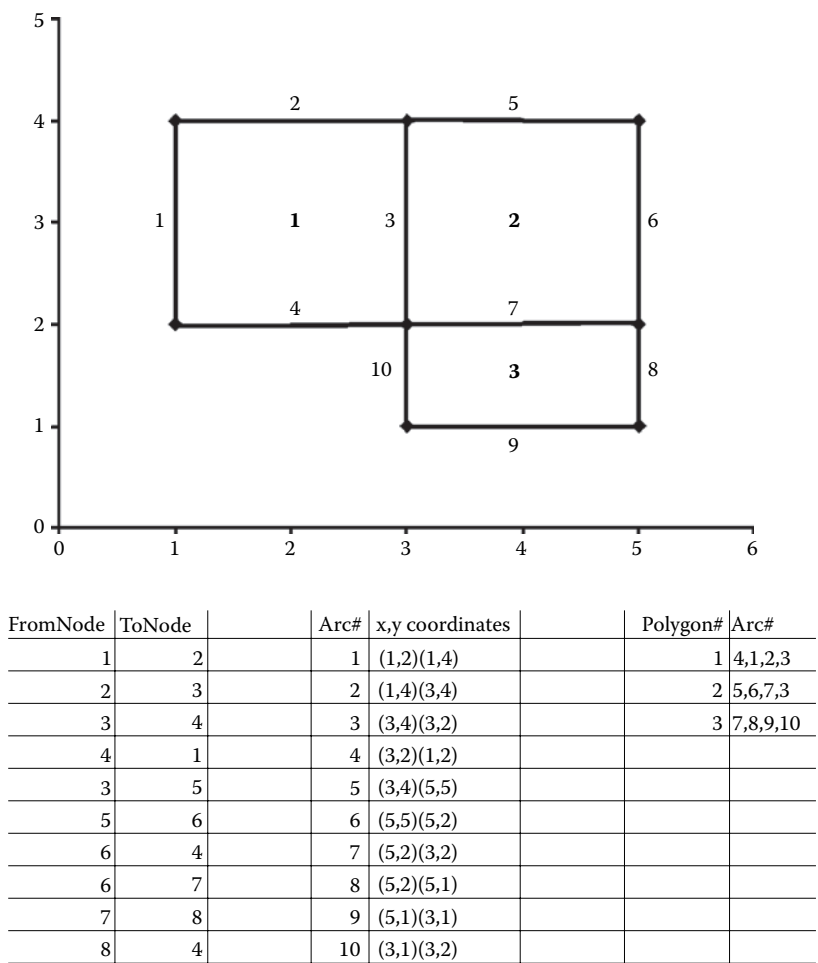 5
2 5
4
3
1 1 3 2 6
4 7
2
10 3 8
1
9
0
0 1 2 3 4 5 6
FromNode ToNode Arc# x,y coordinates Polygon# Arc#
1 2 1 (1,2)(1,4) 1 4,1,2,3
2 3 2 (1,4)(3,4) 2 5,6,7,3
3 4 3 (3,4)(3,2) 3 7,8,9,10
4 1 4 (3,2)(1,2)
3 5 5 (3,4)(5,5)
5 6 6 (5,5)(5,2)
6 4 7 (5,2)(3,2)
6 7 8 (5,2)(5,1)
7 8 9 (5,1)(3,1)
8 4 10 (3,1)(3,2)